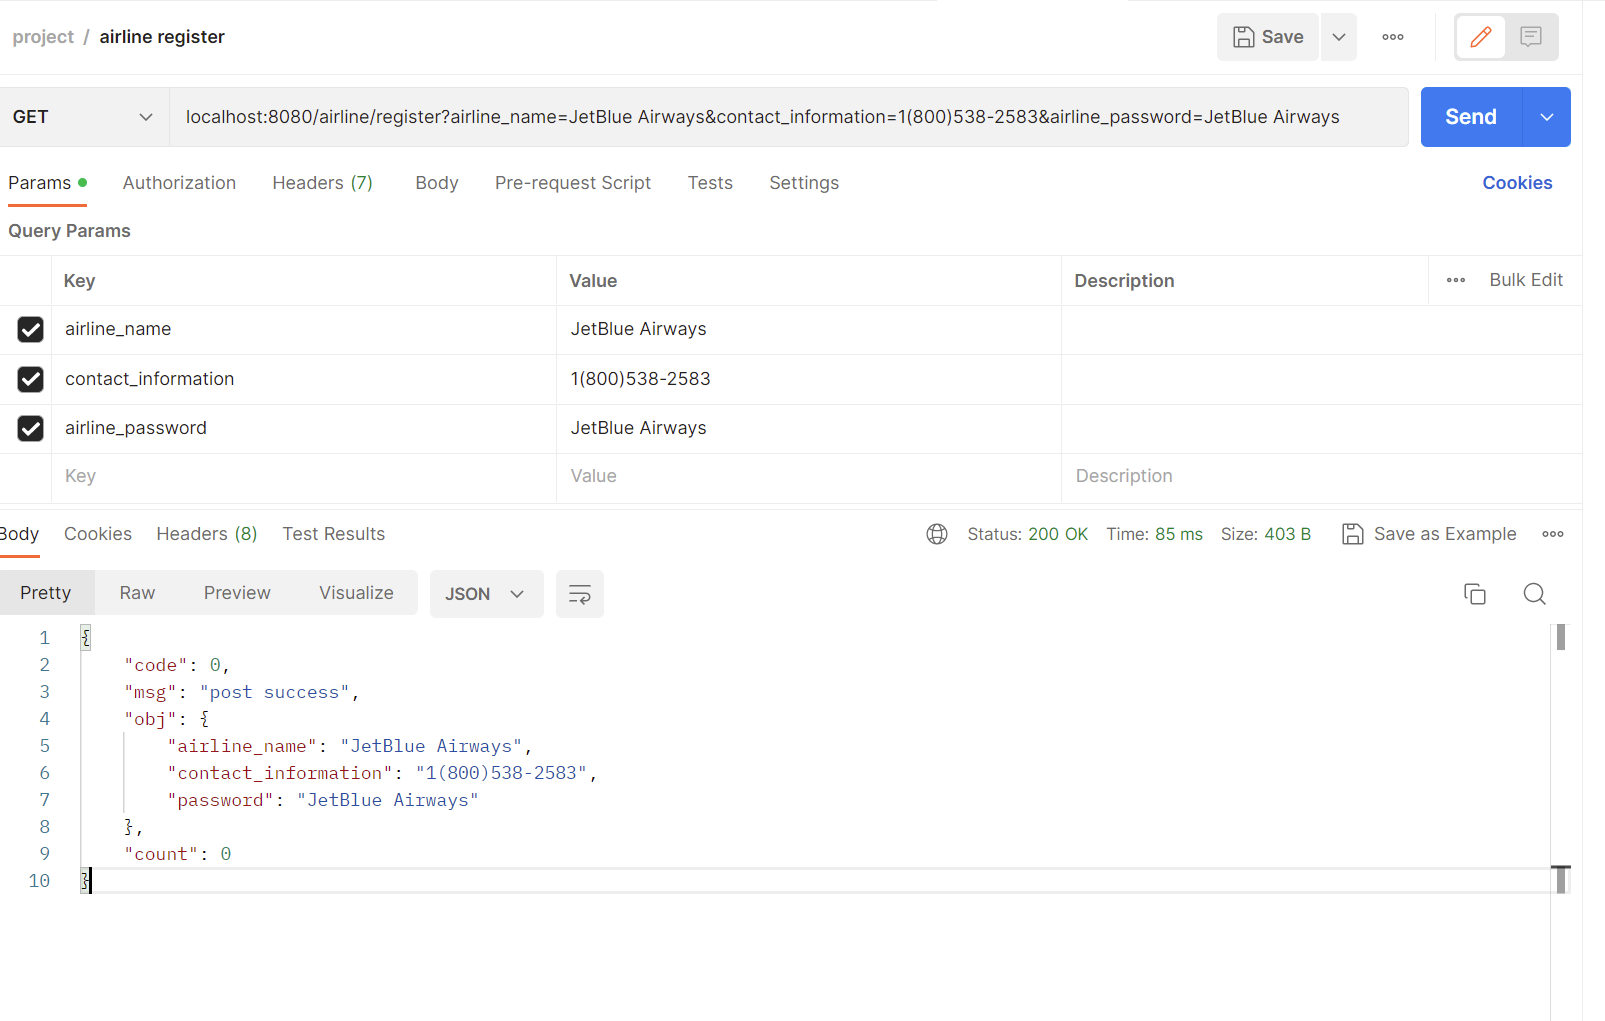 project / airline register
Save
GET
localhost:8080/airline/register?airline_name=JetBlue Airways&contact_information=1(800)538-2583&airline_password=JetBlue Airways
Send
Params Authorization Headers (7) Body Pre-request Script Tests Settings Cookies
Query Params
Key Value Description Bulk Edit
airline_name JetBlue Airways
contact_information 1(800)538-2583
airline_password JetBlue Airways
Key Value Description
Body Cookies Headers (8) Test Results Status: 200 OK Time: 85 ms Size: 403 B Save as Example
Pretty Raw Preview Visualize JSON
1 {
2 "code": 0,
3 "msg": "post success",
4 "obj": {
5 "airline_name": "JetBlue Airways",
6 "contact_information": "1(800)538-2583",
7 "password": "JetBlue Airways"
8 },
9 "count": 0
10 }